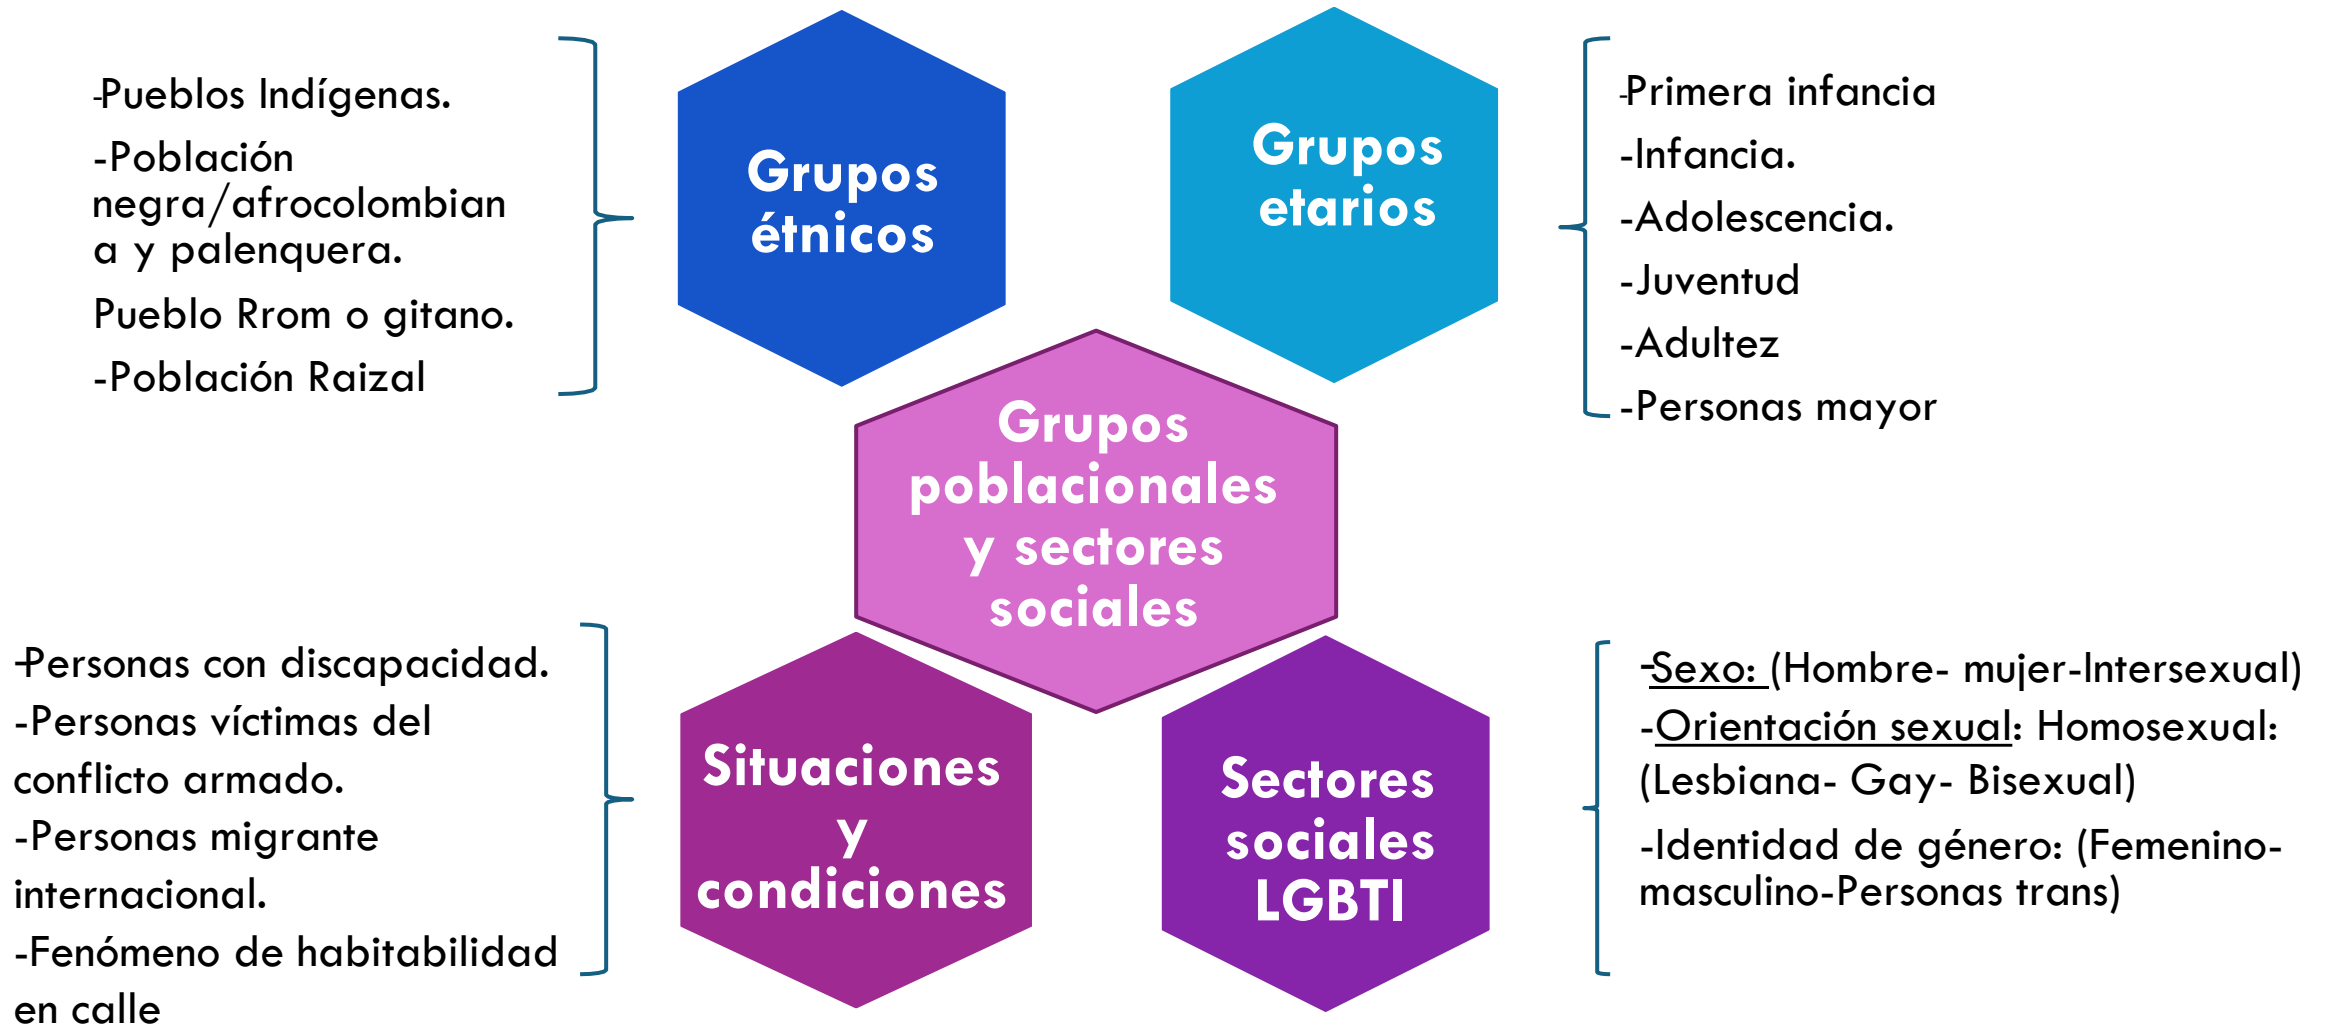 -Pueblos Indígenas.
-Población
negra/afrocolombian
a y palenquera.
Pueblo Rrom o gitano.
-Población Raizal
Grupos
étnicos
Grupos
etarios
-Primera infancia
-Infancia.
-Adolescencia.
-Juventud
-Adultez
-Personas mayor
Grupos
poblacionales
y sectores
sociales
-Personas con discapacidad.
-Personas víctimas del
conflicto armado.
-Personas migrante
internacional.
-Fenómeno de habitabilidad
en calle
Situaciones
y
condiciones
Sectores
sociales
LGBTI
-Sexo: (Hombre- mujer-Intersexual)
-Orientación sexual: Homosexual:
(Lesbiana- Gay- Bisexual)
-Identidad de género: (Femenino-
masculino-Personas trans)